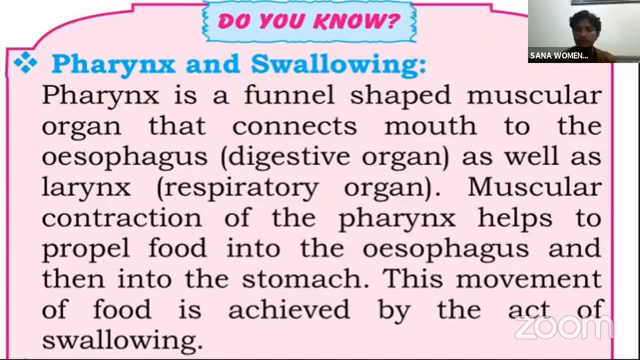 DO YOU KNOW?
SANA WOMEN...
❖ Pharynx and Swallowing:
Pharynx is a funnel shaped muscular
organ that connects mouth to the
oesophagus (digestive organ) as well as
larynx (respiratory organ). Muscular
contraction of the pharynx helps to
propel food into the oesophagus and
then into the stomach. This movement
of food is achieved by the act of
swallowing.
zoom